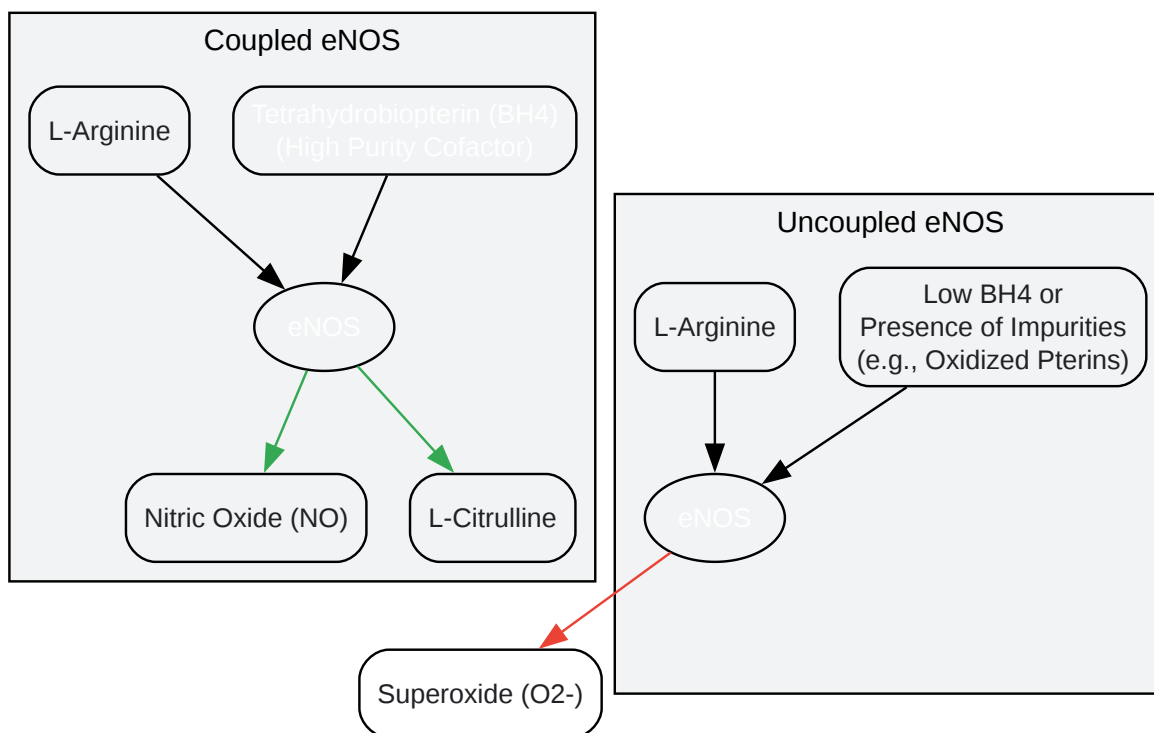 Coupled eNOS
L-Arginine
Tetrahydrobiopterin (BH4)
(High Purity Cofactor)
eNOS
Nitric Oxide (NO)
L-Citrulline
Uncoupled eNOS
L-Arginine
Low BH4 or
Presence of Impurities
(e.g., Oxidized Pterins)
eNOS
Superoxide (O2-)